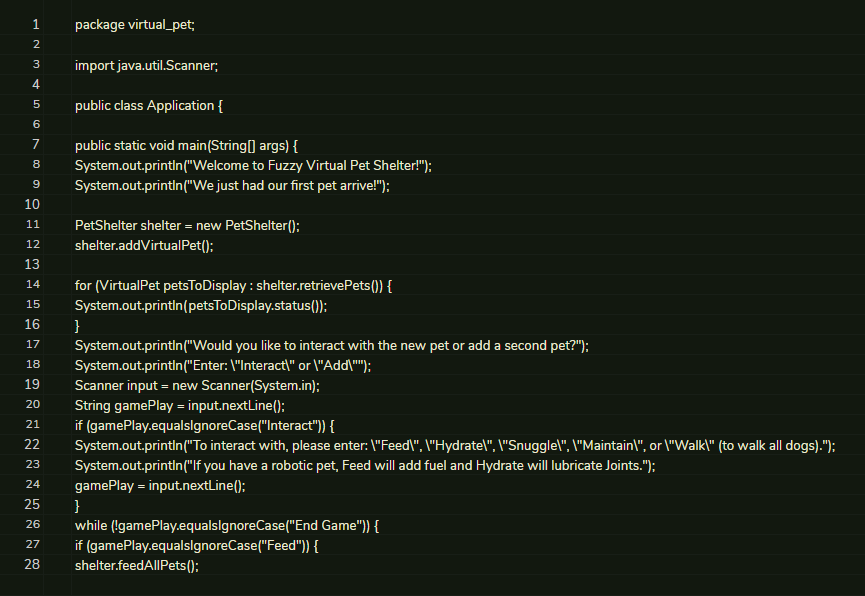 1 package virtual_pet;
2
3 import java.util.Scanner;
4
5 public class Application {
6
7 public static void main(String[] args) {
8 System.out.println("Welcome to Fuzzy Virtual Pet Shelter!");
9 System.out.println("We just had our first pet arrive!");
10
11 PetShelter shelter = new PetShelter();
12 shelter.addVirtualPet();
13
14 for (VirtualPet petsToDisplay : shelter.retrievePets()) {
15 System.out.println(petsToDisplay.status());
16 }
17 System.out.println("Would you like to interact with the new pet or add a second pet?");
18 System.out.println("Enter: \"Interact\" or \"Add\"");
19 Scanner input = new Scanner(System.in);
20 String gamePlay = input.nextLine();
21 if (gamePlay.equalsIgnoreCase("Interact")) {
22 System.out.println("To interact with, please enter: \"Feed\", \"Hydrate\", \"Snuggle\", \"Maintain\", or \"Walk\" (to walk all dogs).");
23 System.out.println("If you have a robotic pet, Feed will add fuel and Hydrate will lubricate Joints.");
24 gamePlay = input.nextLine();
25 }
26 while (!gamePlay.equalsIgnoreCase("End Game")) {
27 if (gamePlay.equalsIgnoreCase("Feed")) {
28 shelter.feedAllPets();